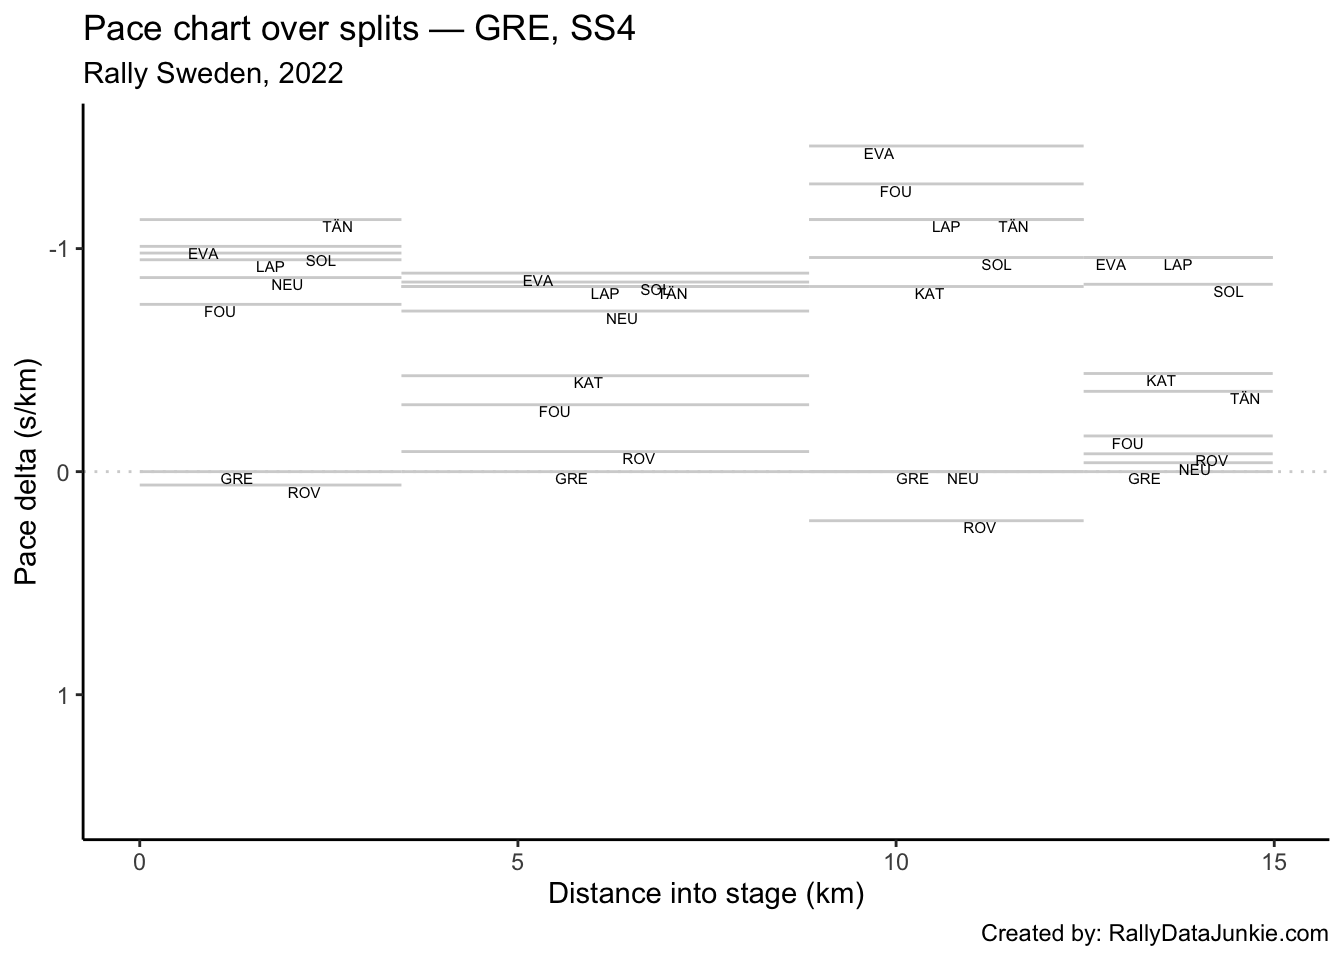 Pace chart over splits — GRE, SS4
Rally Sweden, 2022
EVA
FOU
LAP TÄN
TÄN
-1
EVA
SOL
LAP
NEU
FOU
EVA
SOL
LAP
TÄN
NEU
SOL
KAT
EVA LAP
SOL
KAT
FOU
ROV
KAT
TÄN
FOU
ROV
NEU
Pace delta (s/km)
0
GRE
ROV
GRE
GRE NEU
GRE
ROV
1
0 5 10 15
Distance into stage (km)
Created by: RallyDataJunkie.com